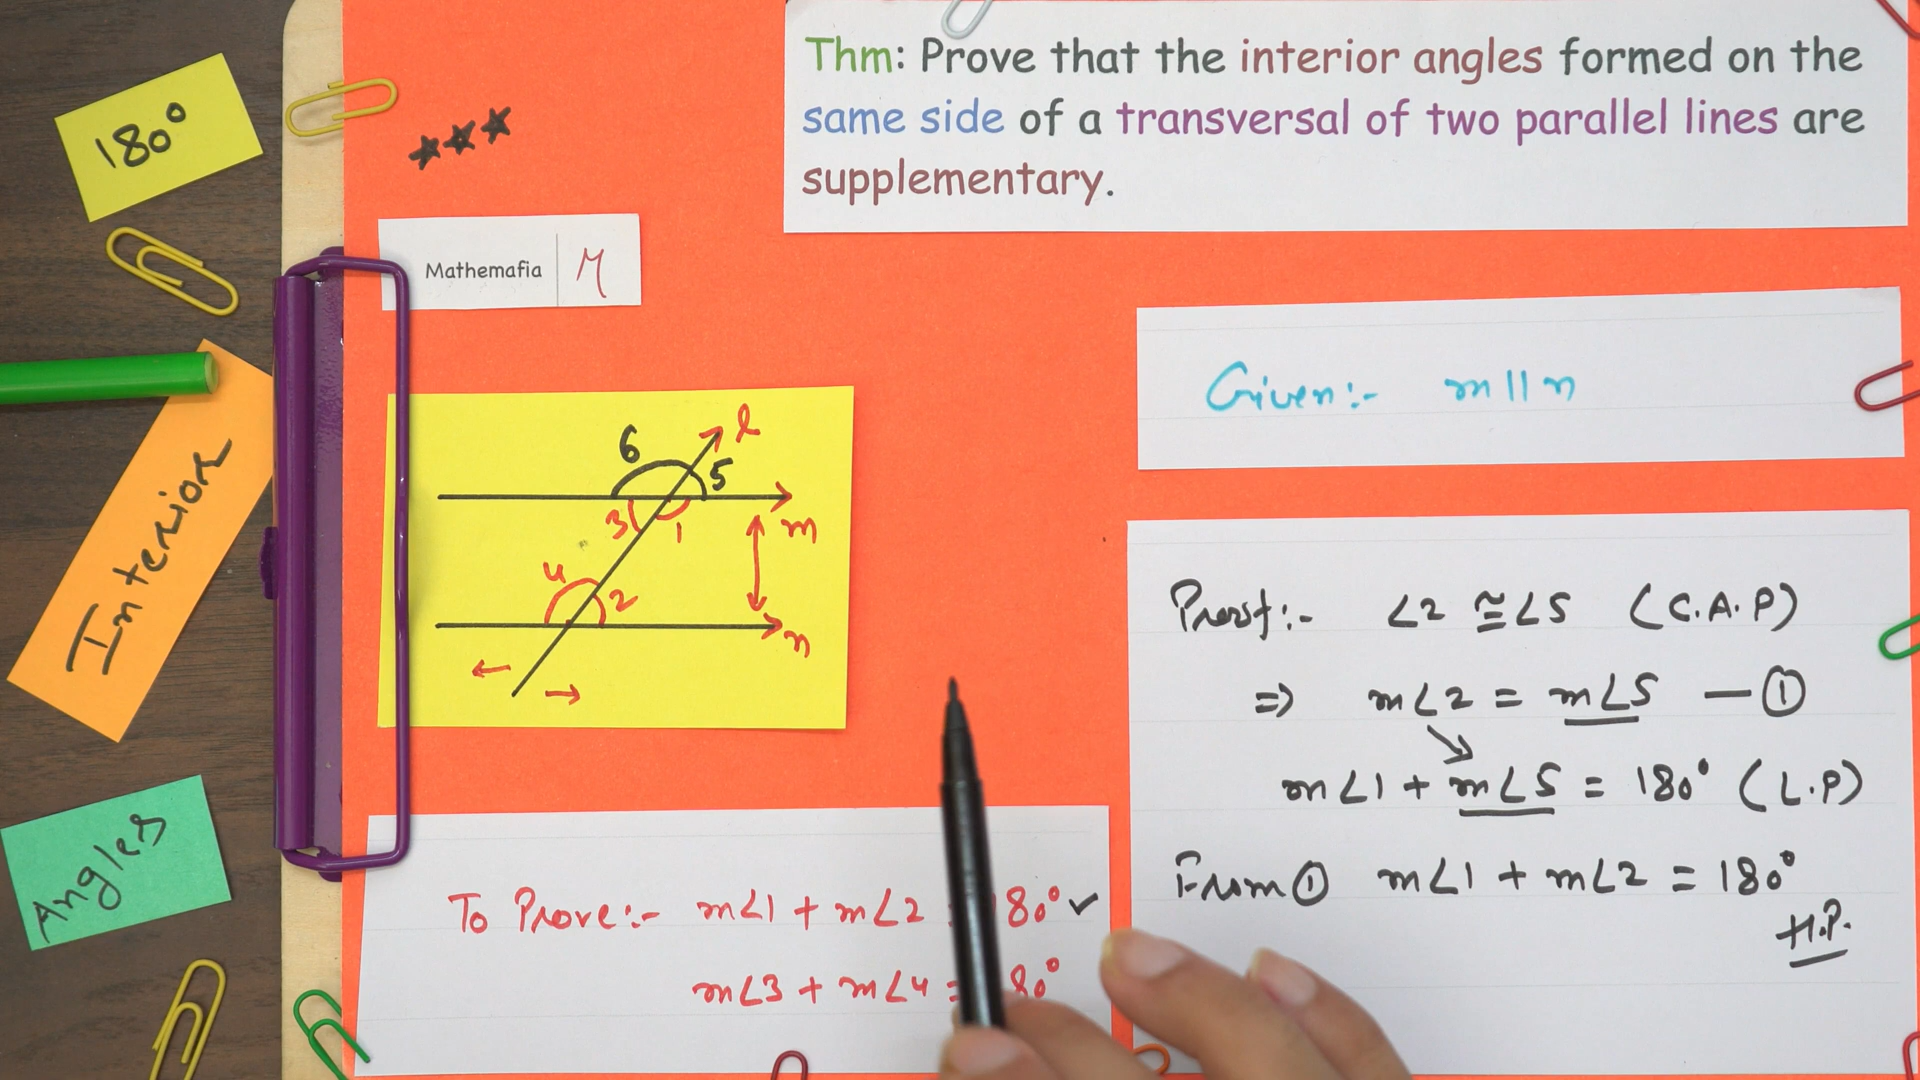 180°
Thm: Prove that the interior angles formed on the
same side of a transversal of two parallel lines are
supplementary.
Mathemafia M
Given:- m || n
Interior
6
l
5
3
1
m
4
2
n
Proof:- ∠2 ≅ ∠5 (C.A.P)
⇒ m∠2 = m∠5 — ①
m∠1 + m∠5 = 180° (L.P)
From ① m∠1 + m∠2 = 180°
H.P.
Angles
To Prove:- m∠1 + m∠2 = 180° ✓
m∠3 + m∠4 = 80°